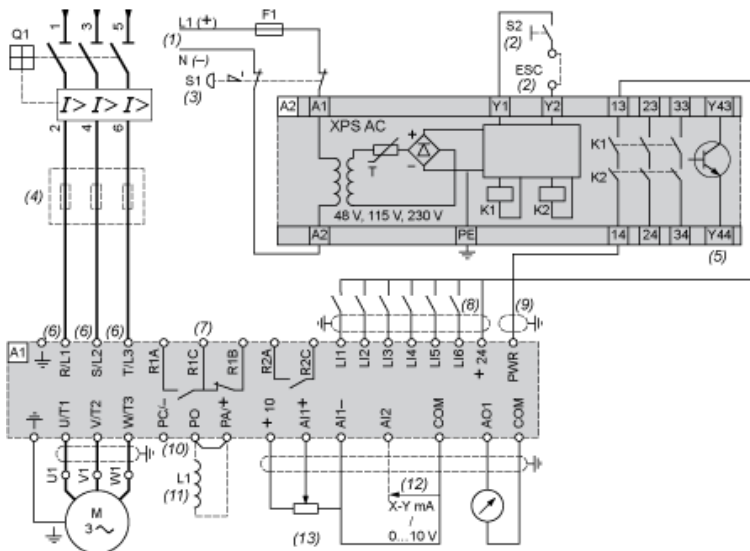 1 3 5
Q1
I> I> I>
2 4 6
(4)
L1 (+)
F1
(1)
N (–)
S1
(3)
S2
(2)
ESC
(2)
A2 A1 Y1 Y2 13 23 33 Y43
XPS AC
T
+
–
K1
K2
48 V, 115 V, 230 V
K1 K2
A2 PE 14 24 34 Y44
(5)
(8) (9)
(6) (6) (6) (7)
A1
R/L1 S/L2 T/L3 R1A R1C R1B R2A R2C LI1 LI2 LI3 LI4 LI5 LI6 + 24 PWR
U/T1 V/T2 W/T3 PC/– PO PA/+ + 10 AI1+ AI1– AI2 COM AO1 COM
(10)
U1 V1 W1
L1
(11)
M
3 ~
(12)
X-Y mA
/
0...10 V
(13)